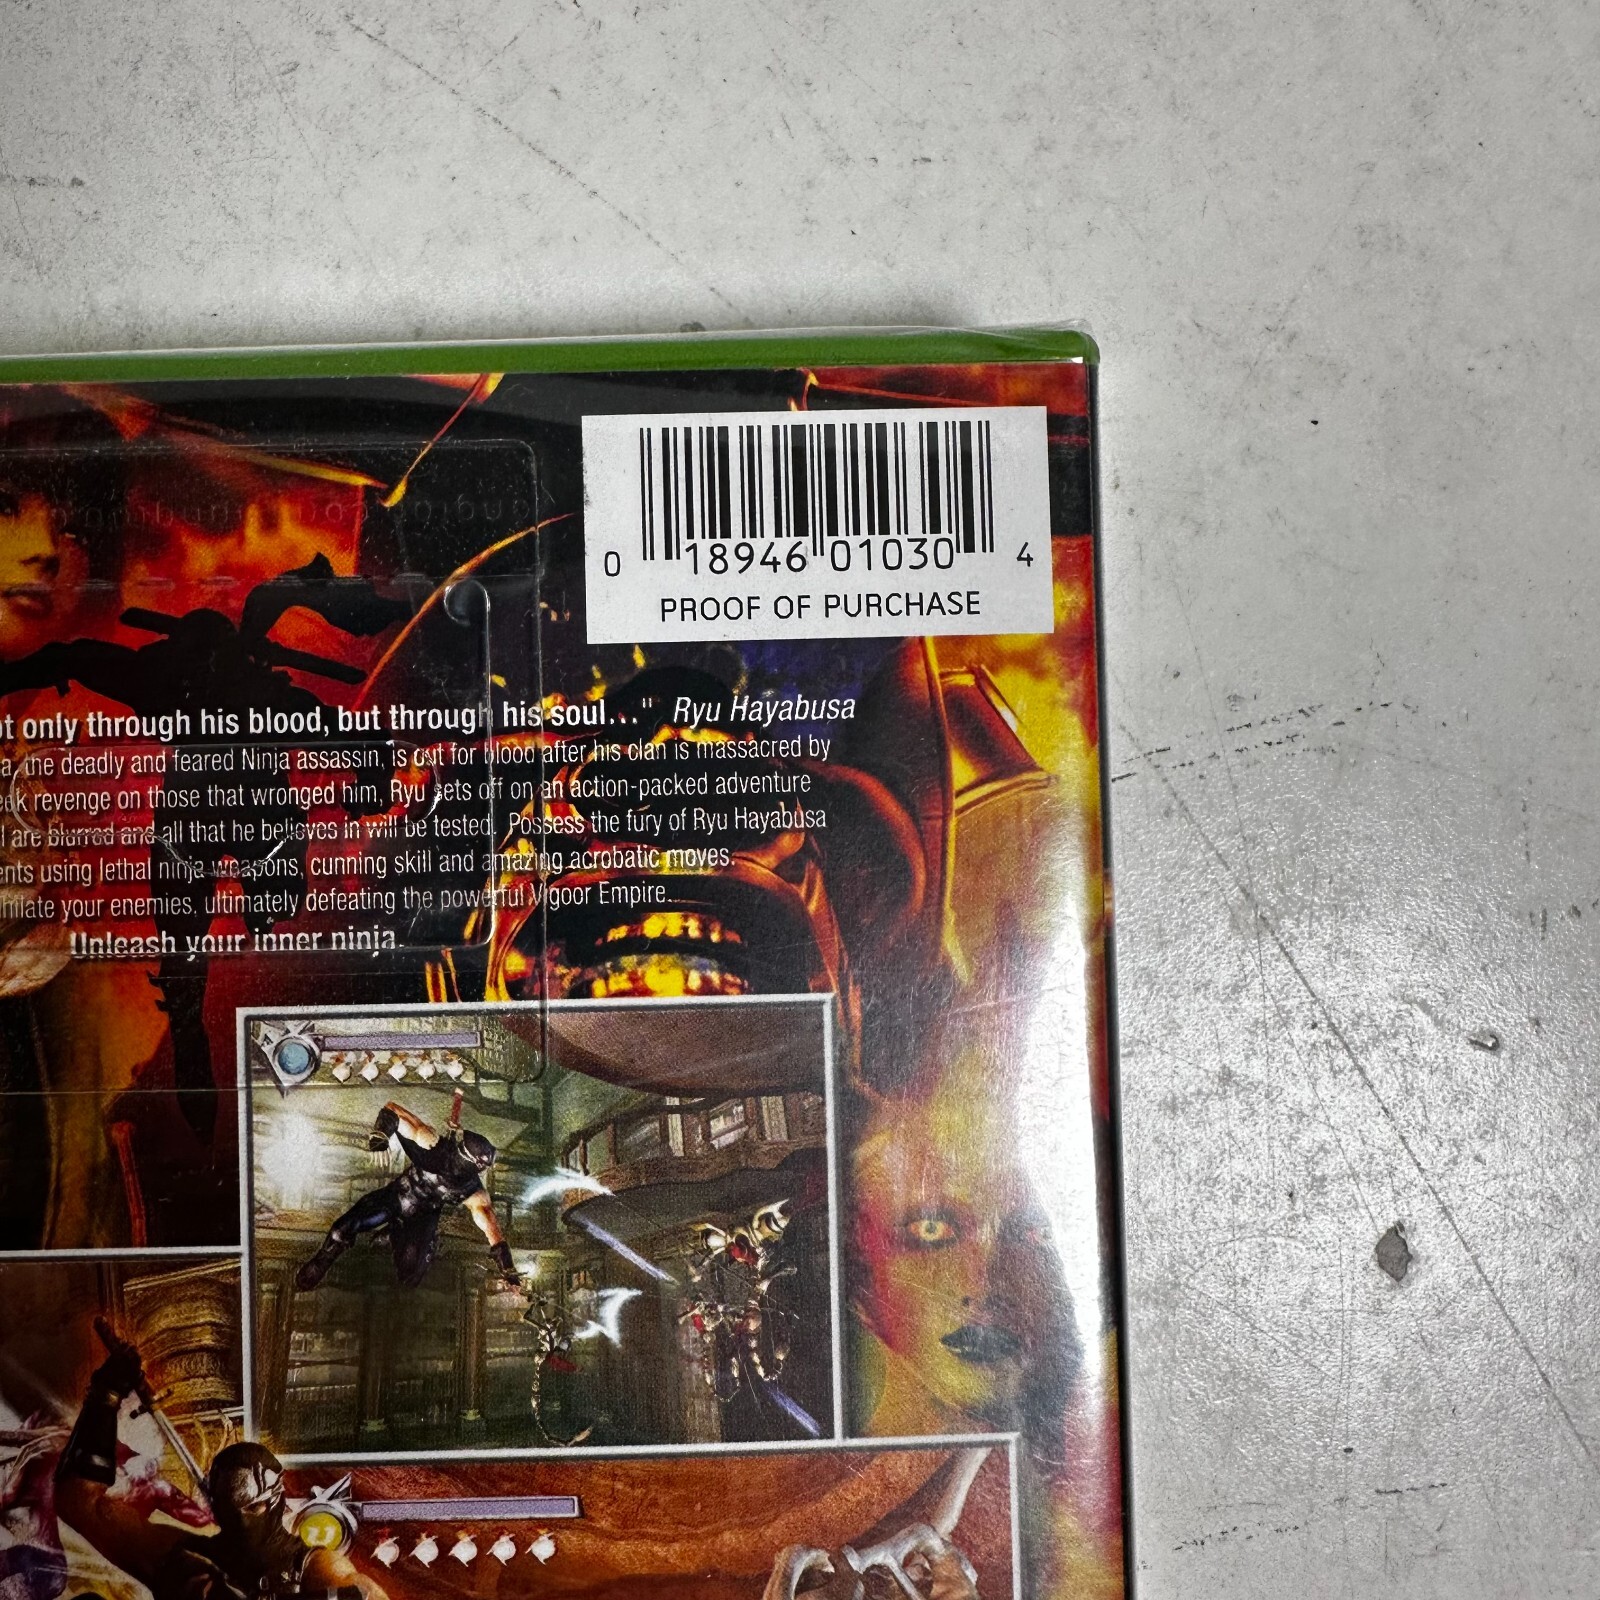 0 18946 01030 4
PROOF OF PURCHASE
only through his blood, but through his soul..." Ryu Hayabusa
the deadly and feared Ninja assassin, is out for blood after his clan is massacred by
revenge on those that wronged him, Ryu sets off on an action-packed adventure
are blurred and all that he believes in will be tested. Possess the fury of Ryu Hayabusa
using lethal ninja weapons, cunning skill and amazing acrobatic moves.
your enemies, ultimately defeating the powerful Vigoor Empire.
Unleash your inner ninja.